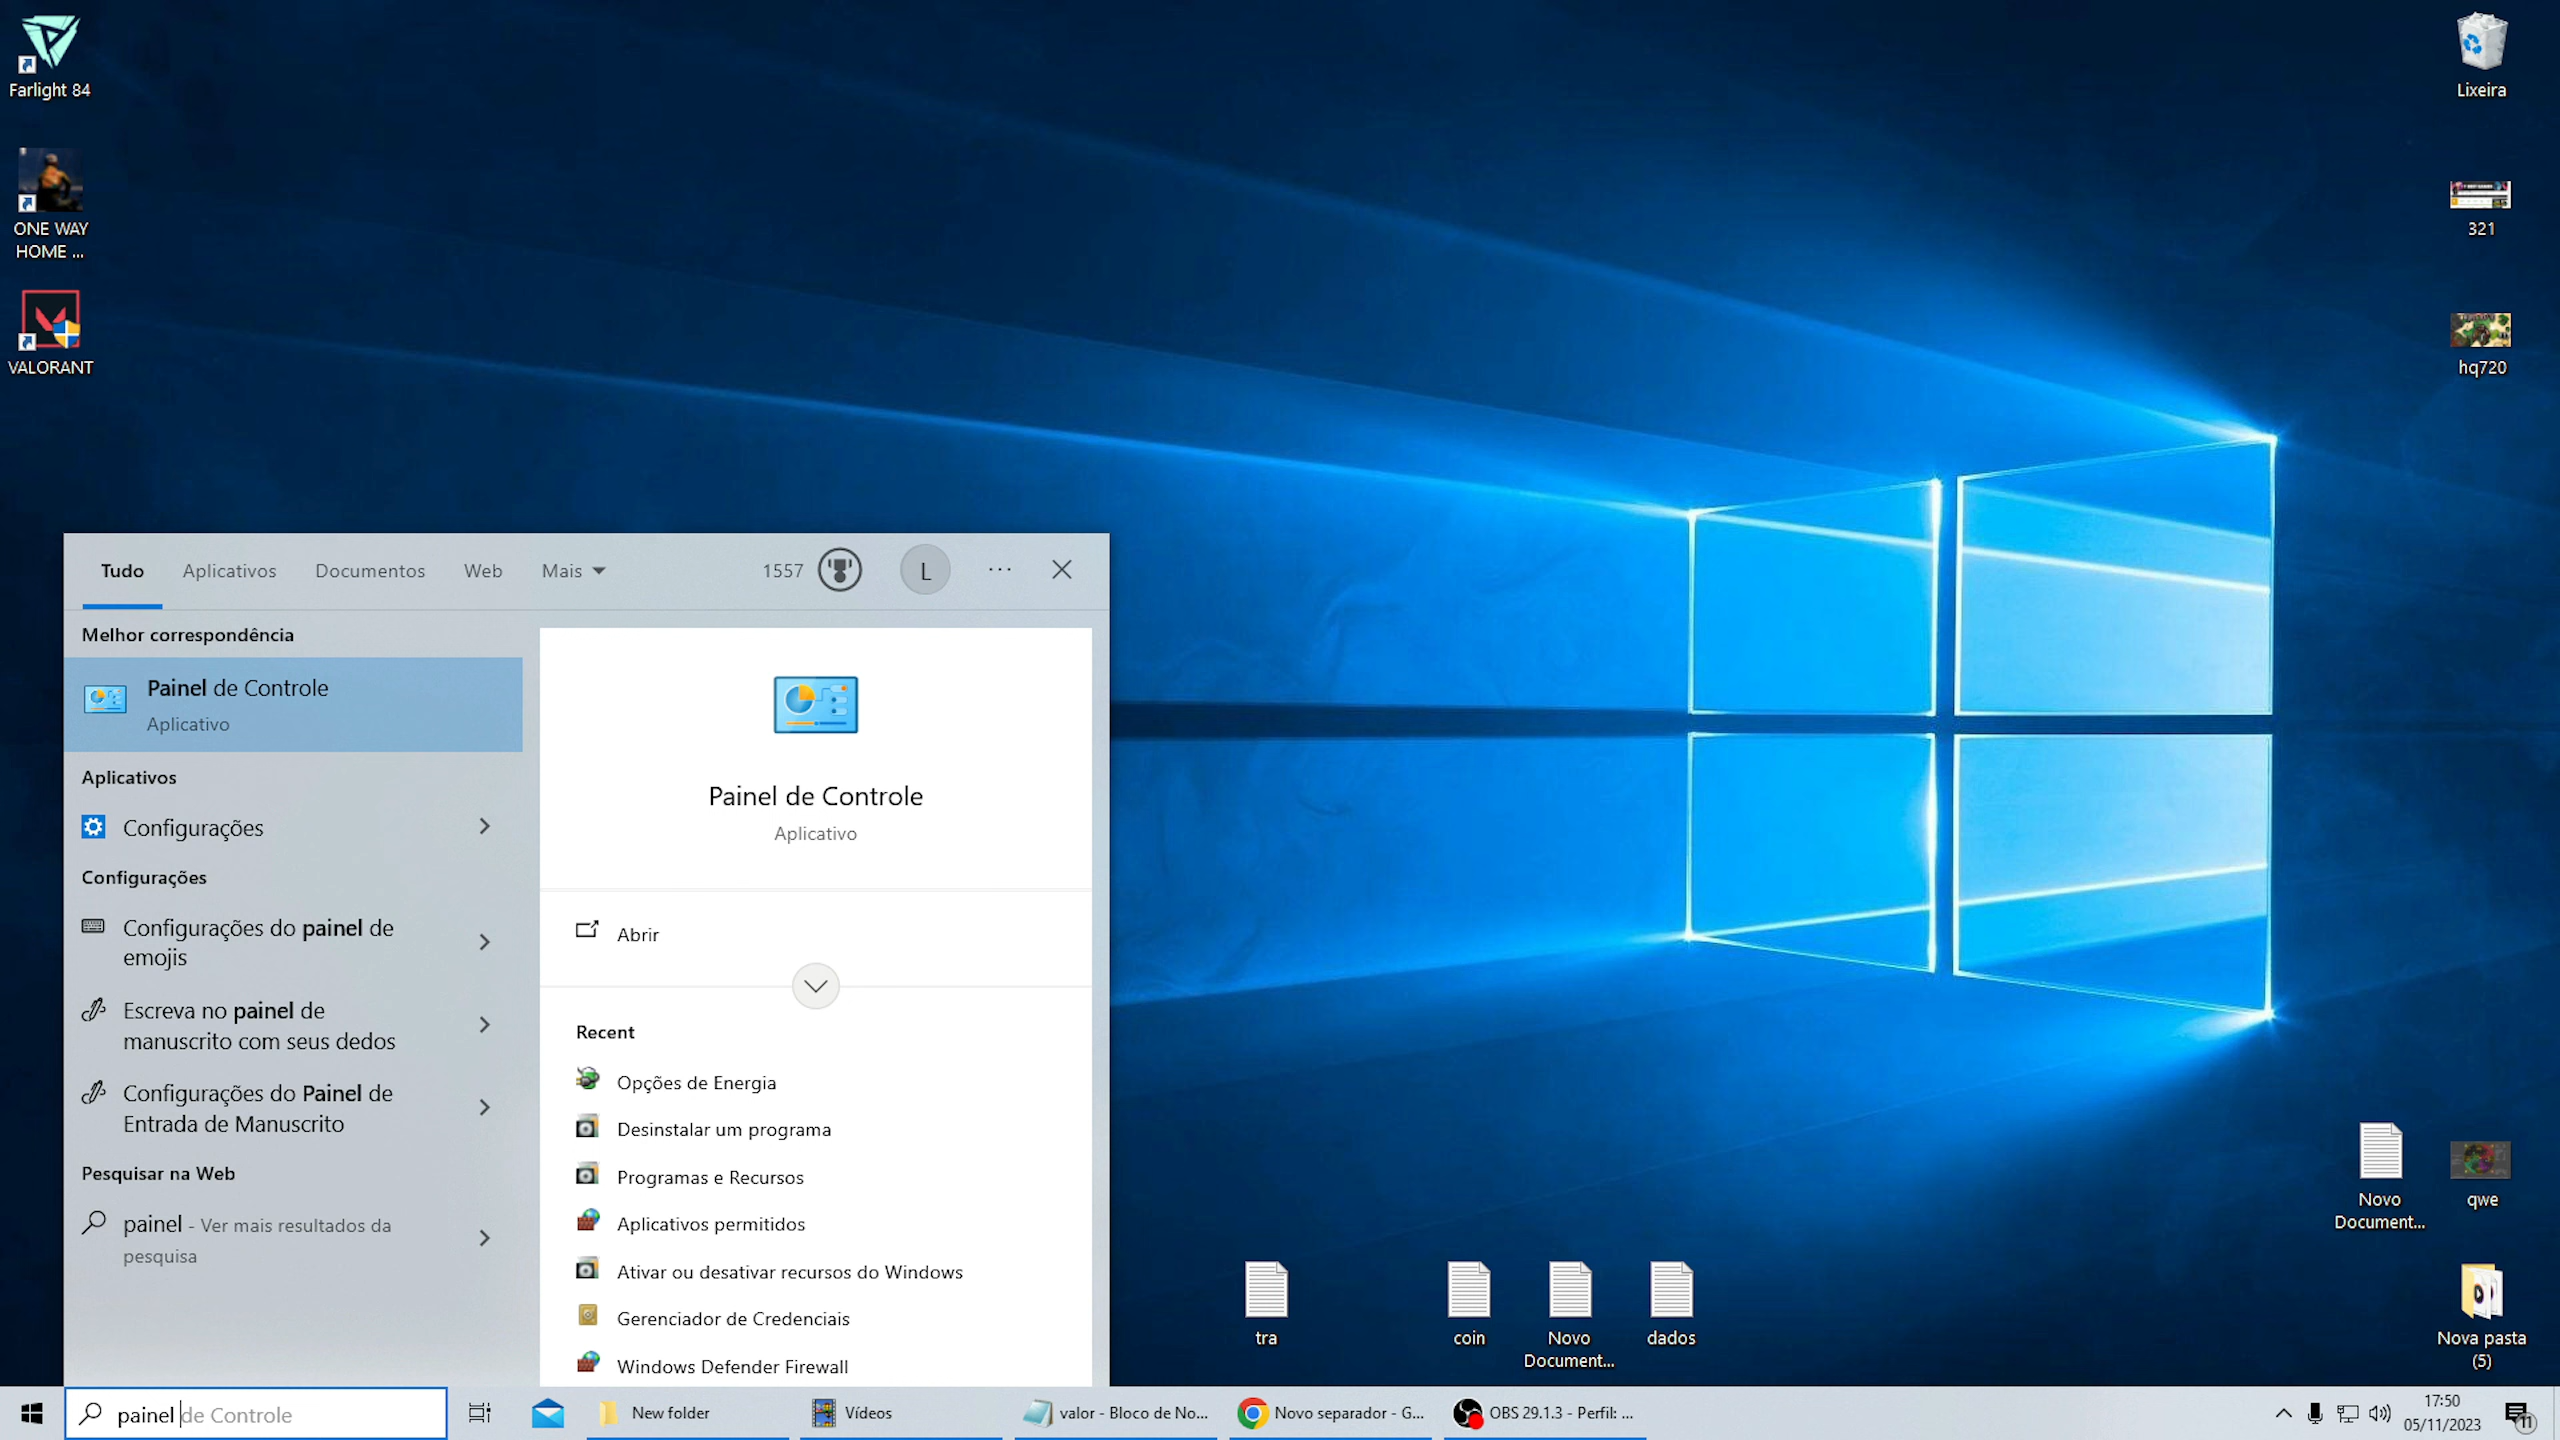 Farlight 84
ONE WAY
HOME ...
VALORANT
Lixeira
321
hq720
Tudo
Aplicativos
Documentos
Web
Mais
1557
L
Melhor correspondência
Painel de Controle
Aplicativo
Aplicativos
Configurações
Configurações
Configurações do painel de
emojis
Escreva no painel de
manuscrito com seus dedos
Configurações do Painel de
Entrada de Manuscrito
Pesquisar na Web
painel - Ver mais resultados da
pesquisa
Painel de Controle
Aplicativo
Abrir
Recent
Opções de Energia
Desinstalar um programa
Programas e Recursos
Aplicativos permitidos
Ativar ou desativar recursos do Windows
Gerenciador de Credenciais
Windows Defender Firewall
Novo
Document...
qwe
tra
coin
Novo
Document...
dados
Nova pasta
(5)
painel de Controle
New folder
Vídeos
valor - Bloco de No...
Novo separador - G...
OBS 29.1.3 - Perfil: ...
17:50
05/11/2023
11